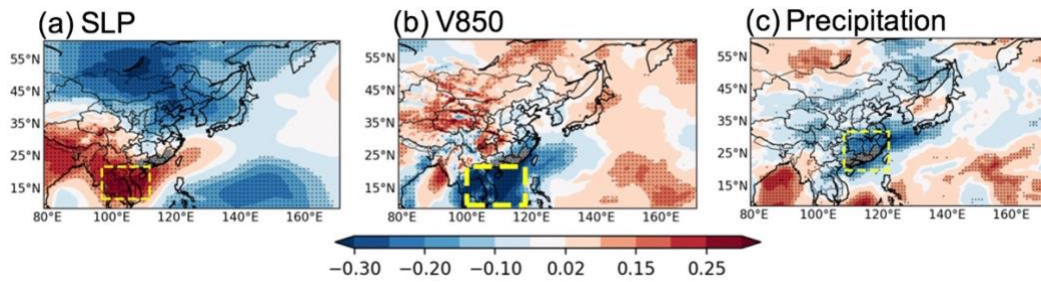 (a) SLP (b) V850 (c) Precipitation
55°N 55°N 55°N
45°N 45°N 45°N
35°N 35°N 35°N
25°N 25°N 25°N
15°N 15°N 15°N
80°E 100°E 120°E 140°E 160°E 80°E 100°E 120°E 140°E 160°E 80°E 100°E 120°E 140°E 160°E
−0.30 −0.20 −0.10 0.02 0.15 0.25